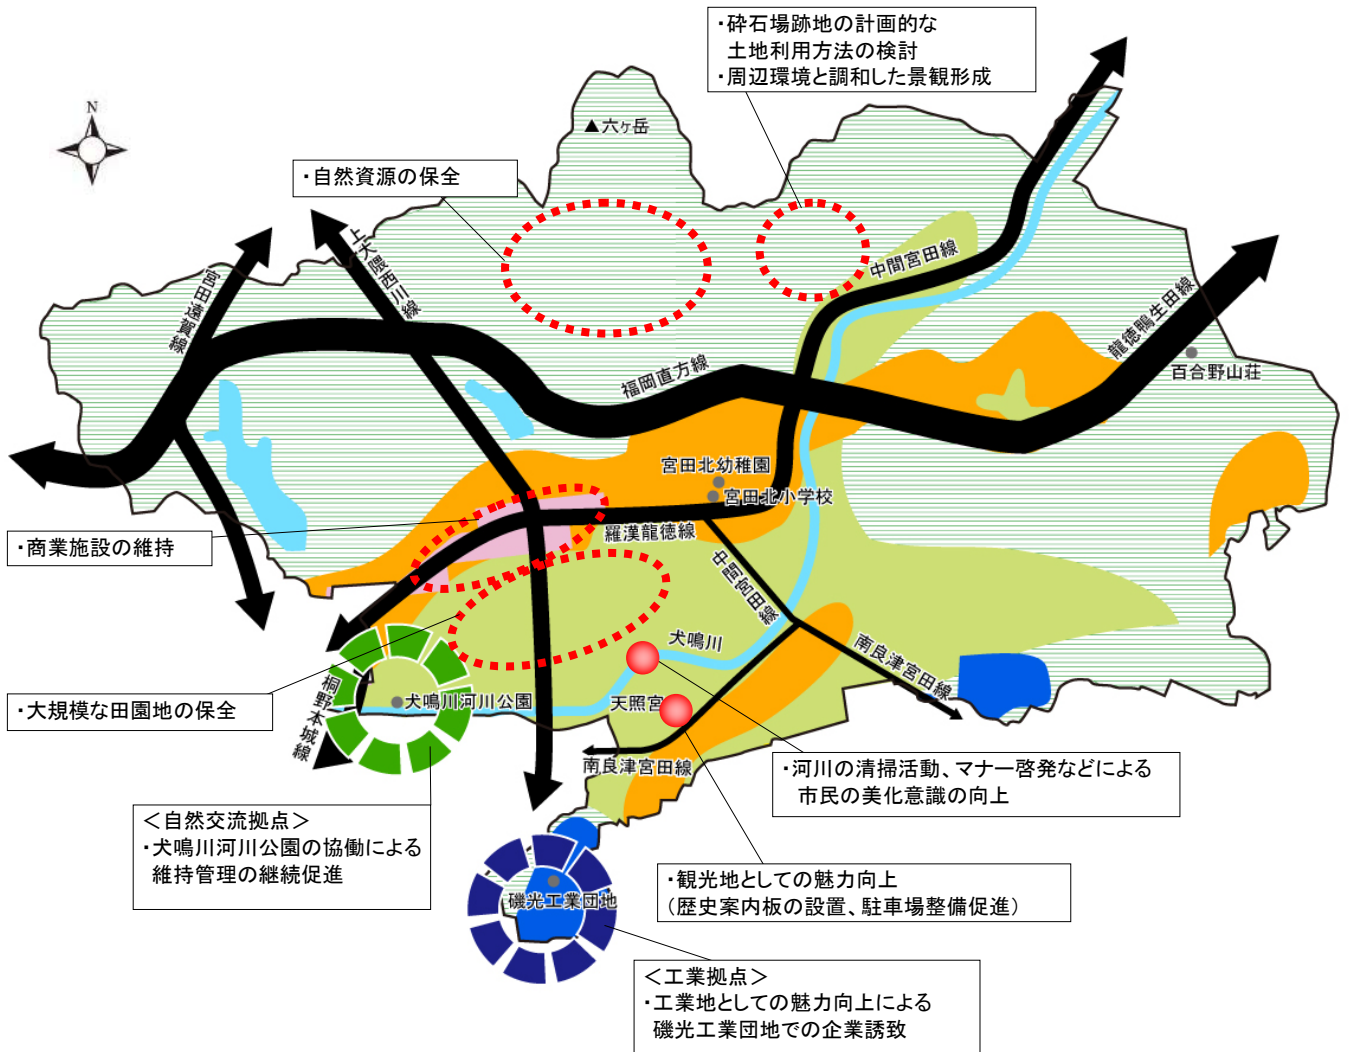 ・砕石場跡地の計画的な
土地利用方法の検討
・周辺環境と調和した景観形成
N
▲六ヶ岳
・自然資源の保全
上大隈西川線
宮田遠賀線
中間宮田線
龍徳鴨生田線
福岡直方線
百合野山荘
宮田北幼稚園
宮田北小学校
羅漢龍徳線
・商業施設の維持
中間宮田線
犬鳴川
南良津宮田線
桐野本城線
犬鳴川河川公園
天照宮
・大規模な田園地の保全
南良津宮田線
・河川の清掃活動、マナー啓発などによる
市民の美化意識の向上
＜自然交流拠点＞
・犬鳴川河川公園の協働による
維持管理の継続促進
・観光地としての魅力向上
（歴史案内板の設置、駐車場整備促進）
磯光工業団地
＜工業拠点＞
・工業地としての魅力向上による
磯光工業団地での企業誘致